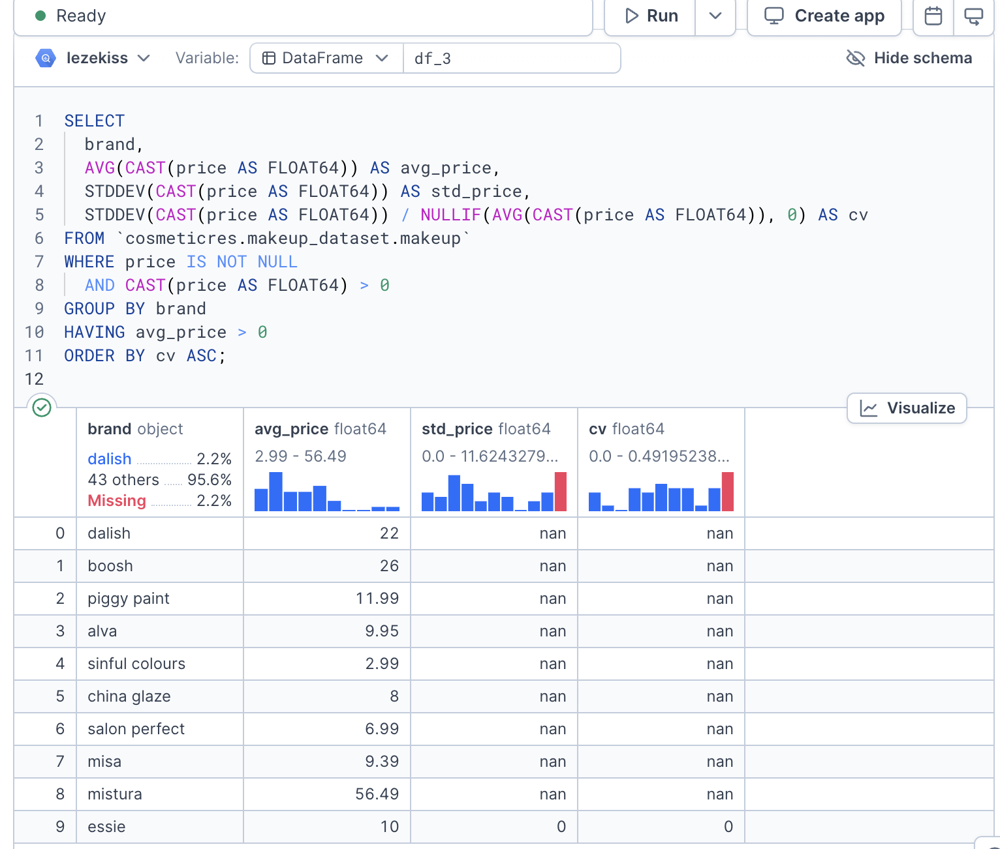 Ready
Run
Create app
lezekiss
Variable:
DataFrame
df_3
Hide schema
1 SELECT
2 brand,
3 AVG(CAST(price AS FLOAT64)) AS avg_price,
4 STDDEV(CAST(price AS FLOAT64)) AS std_price,
5 STDDEV(CAST(price AS FLOAT64)) / NULLIF(AVG(CAST(price AS FLOAT64)), 0) AS cv
6 FROM `cosmeticres.makeup_dataset.makeup`
7 WHERE price IS NOT NULL
8 AND CAST(price AS FLOAT64) > 0
9 GROUP BY brand
10 HAVING avg_price > 0
11 ORDER BY cv ASC;
12
Visualize
brand object avg_price float64 std_price float64 cv float64
dalish 2.2% 2.99 - 56.49 0.0 - 11.6243279... 0.0 - 0.49195238...
43 others 95.6%
Missing 2.2%
0 dalish 22 nan nan
1 boosh 26 nan nan
2 piggy paint 11.99 nan nan
3 alva 9.95 nan nan
4 sinful colours 2.99 nan nan
5 china glaze 8 nan nan
6 salon perfect 6.99 nan nan
7 misa 9.39 nan nan
8 mistura 56.49 nan nan
9 essie 10 0 0